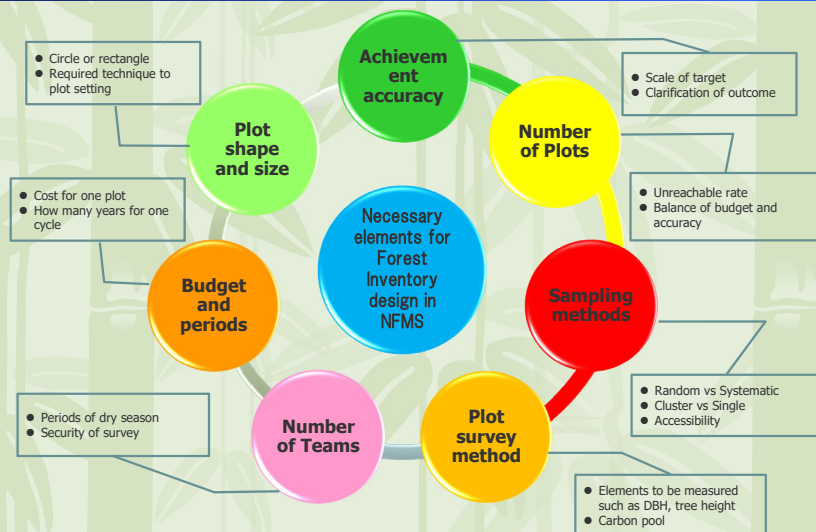 Necessary
elements for
Forest
Inventory
design in
NFMS
Achievem
ent
accuracy
● Scale of target
● Clarification of outcome
Number
of Plots
● Unreachable rate
● Balance of budget and
accuracy
Sampling
methods
● Random vs Systematic
● Cluster vs Single
● Accessibility
Plot
survey
method
● Elements to be measured
such as DBH, tree height
● Carbon pool
Number
of Teams
● Periods of dry season
● Security of survey
Budget
and
periods
● Cost for one plot
● How many years for one
cycle
Plot
shape
and size
● Circle or rectangle
● Required technique to
plot setting